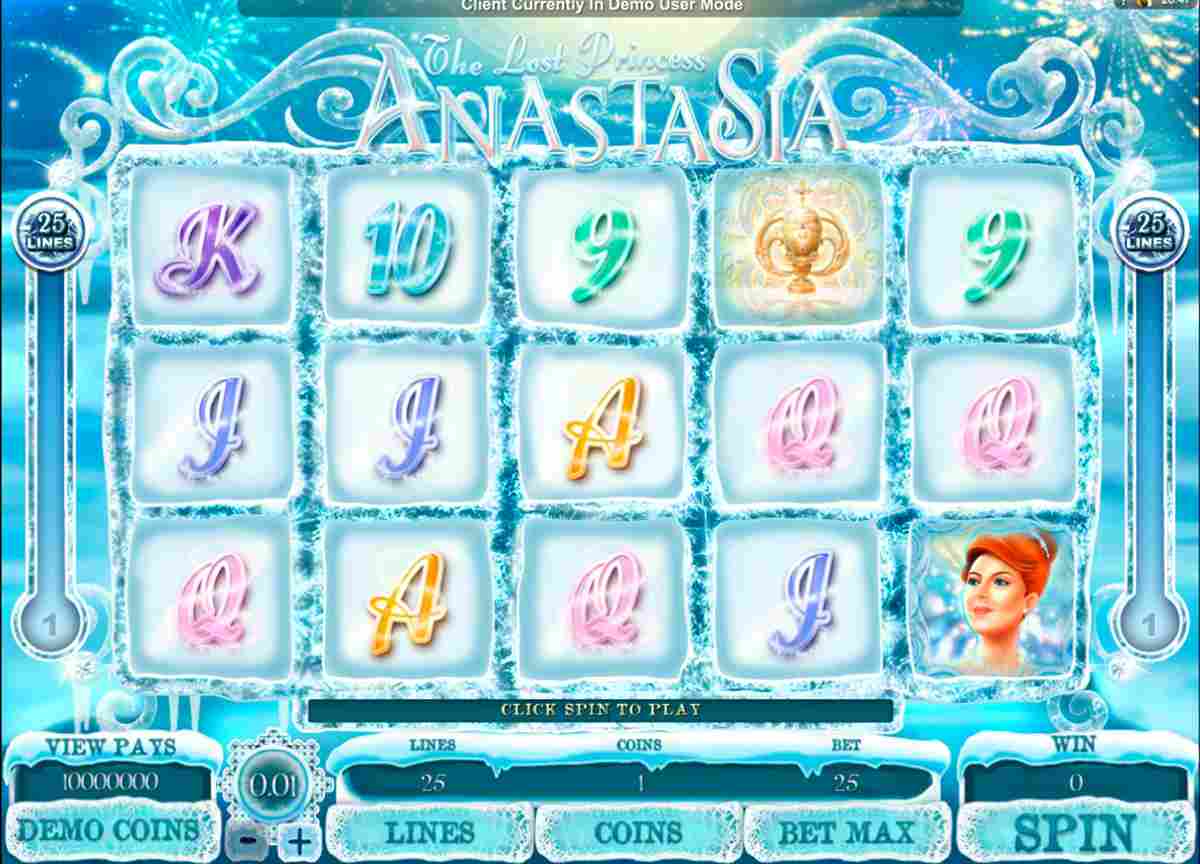 Client Currently In Demo User Mode
The Lost Princess
ANASTASIA
25 LINES
25 LINES
K 10 9 9
J J A Q Q
Q A Q J
1
1
CLICK SPIN TO PLAY
VIEW PAYS
10000000
DEMO COINS
0.01
- +
LINES COINS BET
25 1 25
LINES COINS BET MAX
WIN
0
SPIN